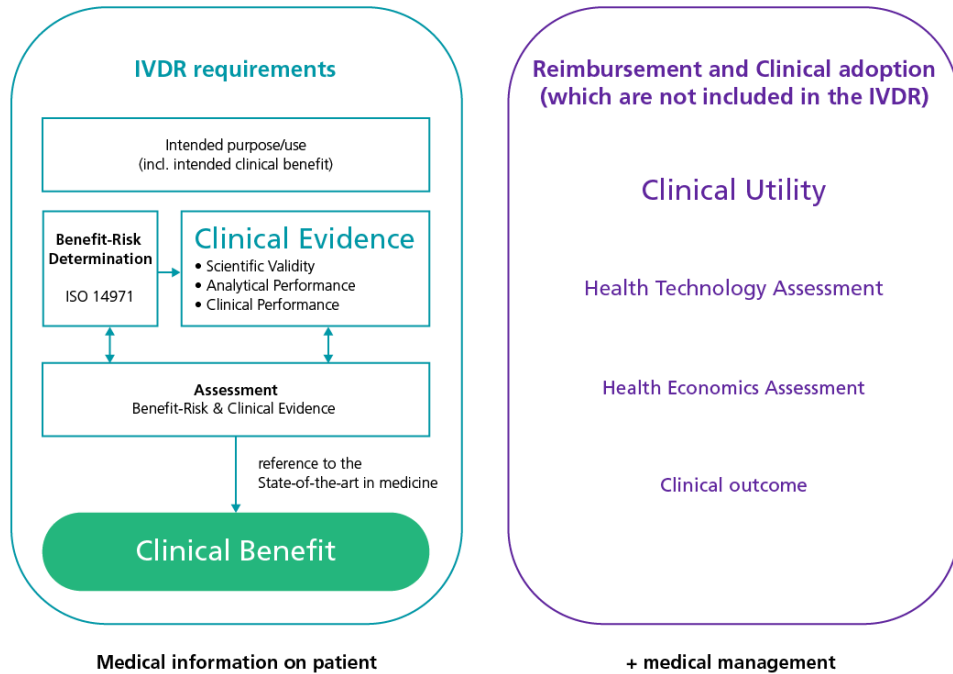 IVDR requirements
Intended purpose/use
(incl. intended clinical benefit)
Benefit-Risk
Determination
ISO 14971
Clinical Evidence
• Scientific Validity
• Analytical Performance
• Clinical Performance
Assessment
Benefit-Risk & Clinical Evidence
reference to the
State-of-the-art in medicine
Clinical Benefit
Medical information on patient
Reimbursement and Clinical adoption
(which are not included in the IVDR)
Clinical Utility
Health Technology Assessment
Health Economics Assessment
Clinical outcome
+ medical management